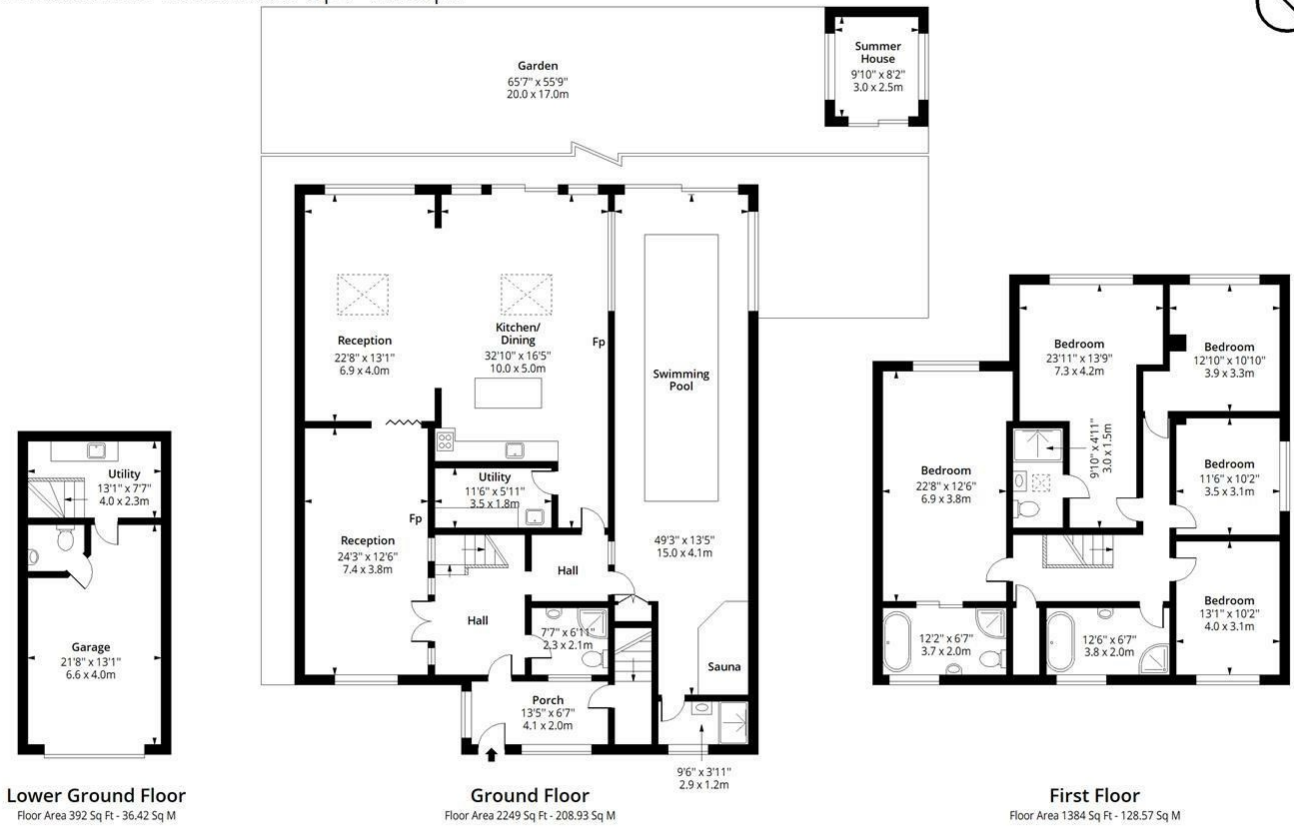 Garden
65'7" x 55'9"
20.0 x 17.0m
Summer
House
9'10" x 8'2"
3.0 x 2.5m
Reception
22'8" x 13'1"
6.9 x 4.0m
Kitchen/
Dining
32'10" x 16'5"
10.0 x 5.0m
Fp
Swimming
Pool
49'3" x 13'5"
15.0 x 4.1m
Utility
11'6" x 5'11"
3.5 x 1.8m
Fp
Reception
24'3" x 12'6"
7.4 x 3.8m
Hall
Hall
7'7" x 6'11"
2.3 x 2.1m
Sauna
Porch
13'5" x 6'7"
4.1 x 2.0m
9'6" x 3'11"
2.9 x 1.2m
Utility
13'1" x 7'7"
4.0 x 2.3m
Garage
21'8" x 13'1"
6.6 x 4.0m
Bedroom
23'11" x 13'9"
7.3 x 4.2m
Bedroom
12'10" x 10'10"
3.9 x 3.3m
9'10" x 4'11"
3.0 x 1.5m
Bedroom
22'8" x 12'6"
6.9 x 3.8m
Bedroom
11'6" x 10'2"
3.5 x 3.1m
Bedroom
13'1" x 10'2"
4.0 x 3.1m
12'2" x 6'7"
3.7 x 2.0m
12'6" x 6'7"
3.8 x 2.0m
Lower Ground Floor
Floor Area 392 Sq Ft - 36.42 Sq M
Ground Floor
Floor Area 2249 Sq Ft - 208.93 Sq M
First Floor
Floor Area 1384 Sq Ft - 128.57 Sq M